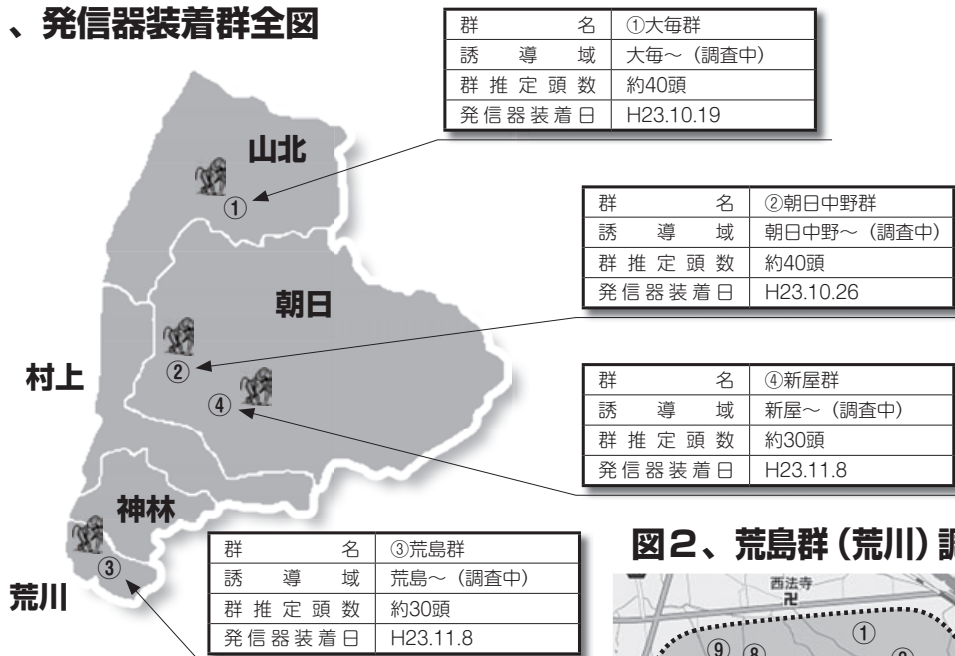 、発信器装着群全図
群名 ①大毎群
誘導域 大毎～（調査中）
群推定頭数 約40頭
発信器装着日 H23.10.19
山北
①
群名 ②朝日中野群
誘導域 朝日中野～（調査中）
群推定頭数 約40頭
発信器装着日 H23.10.26
朝日
村上
②
④
群名 ④新屋群
誘導域 新屋～（調査中）
群推定頭数 約30頭
発信器装着日 H23.11.8
神林
③
荒川
群名 ③荒島群
誘導域 荒島～（調査中）
群推定頭数 約30頭
発信器装着日 H23.11.8
図2、荒島群（荒川）調
西法寺
卍
①
⑨ ⑧